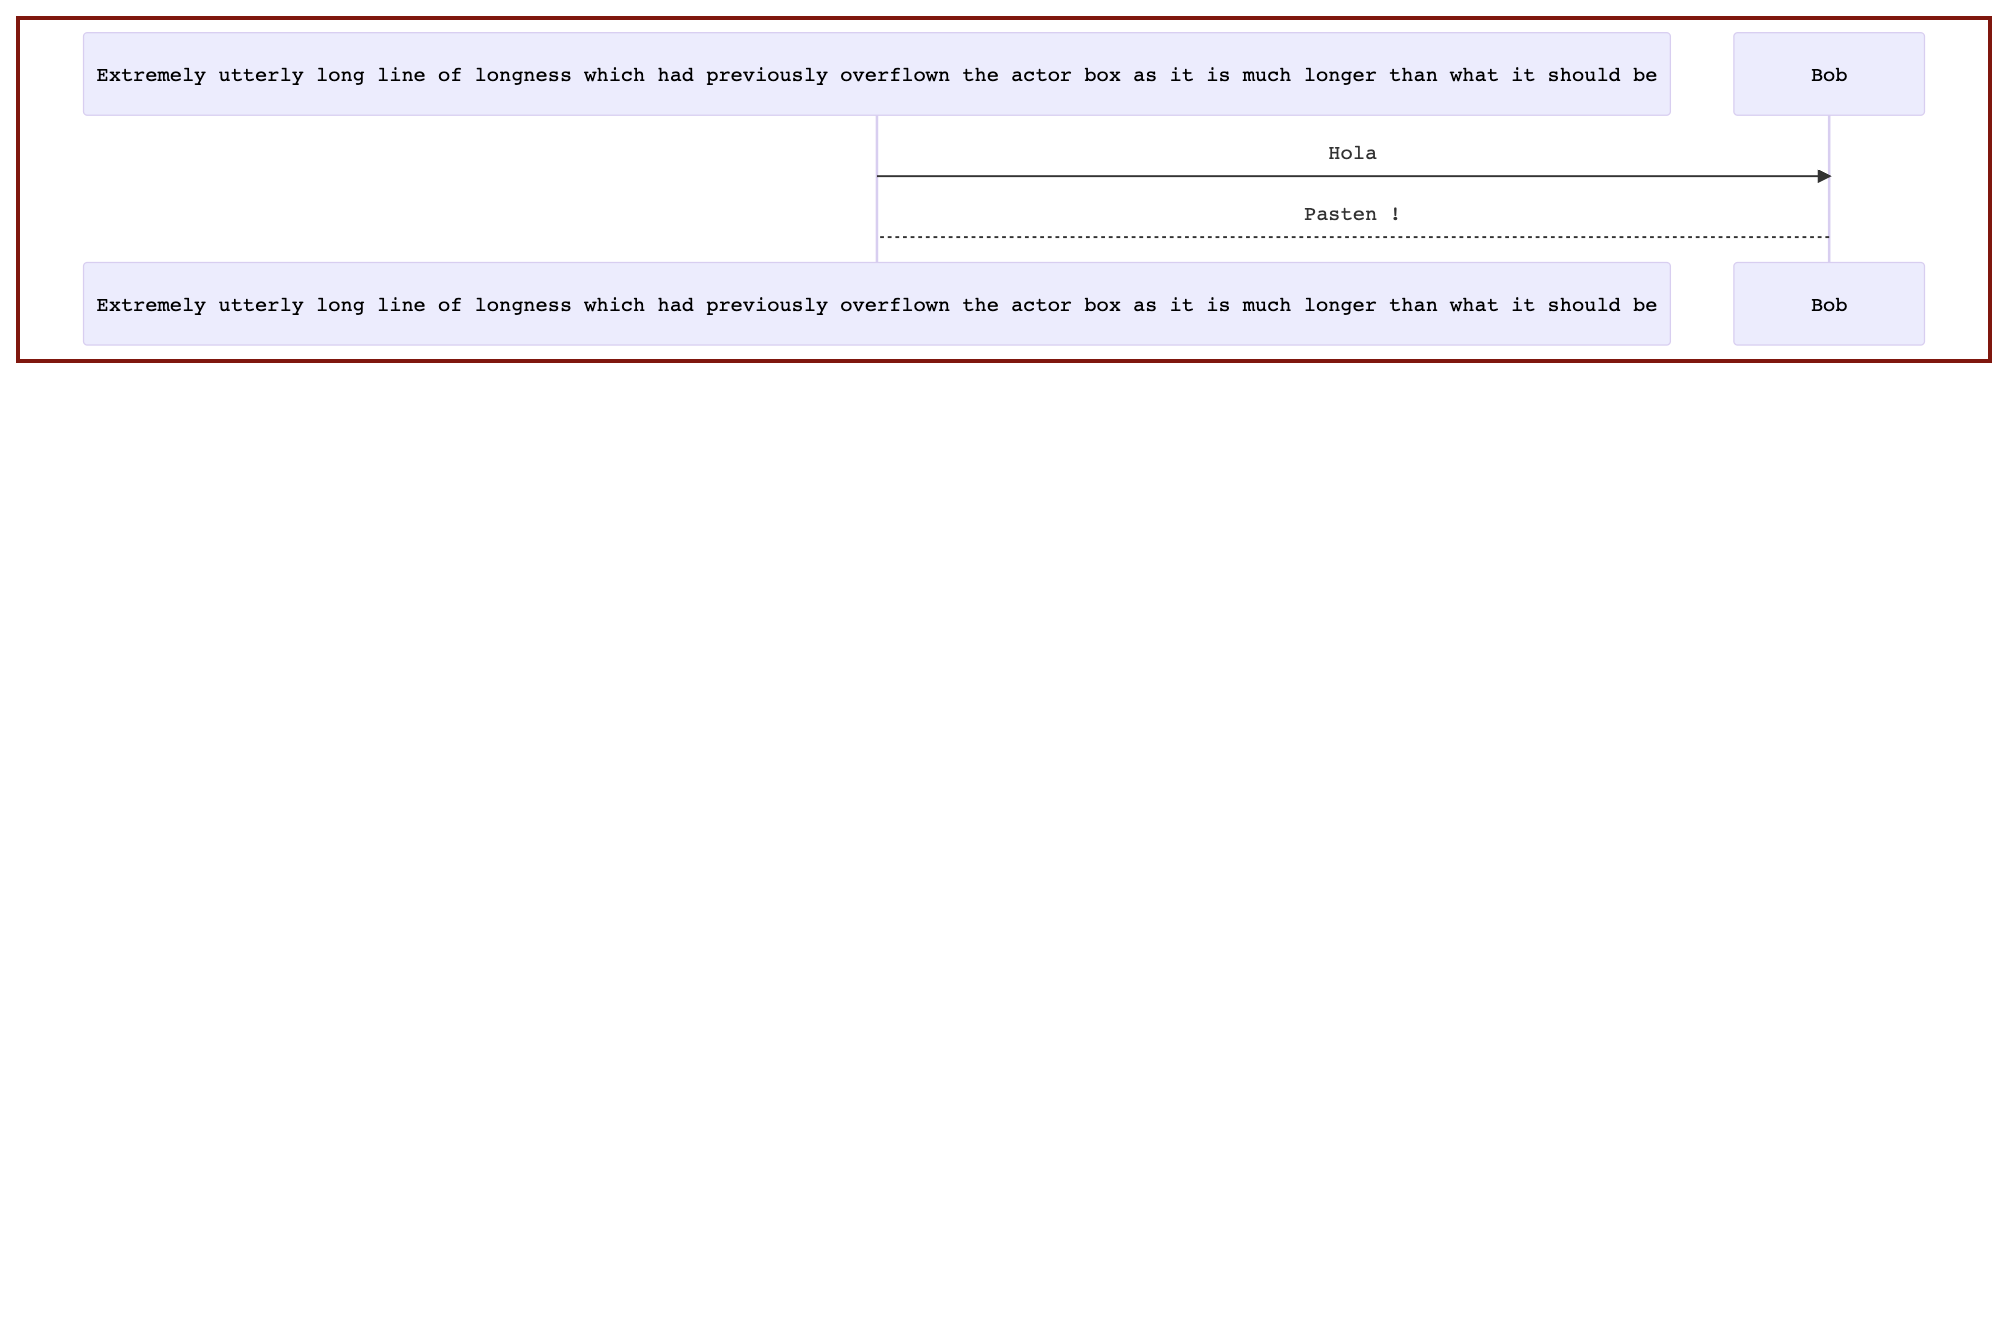 Extremely utterly long line of longness which had previously overflown the actor box as it is much longer than what it should be
Bob
Hola
Pasten !
Extremely utterly long line of longness which had previously overflown the actor box as it is much longer than what it should be
Bob